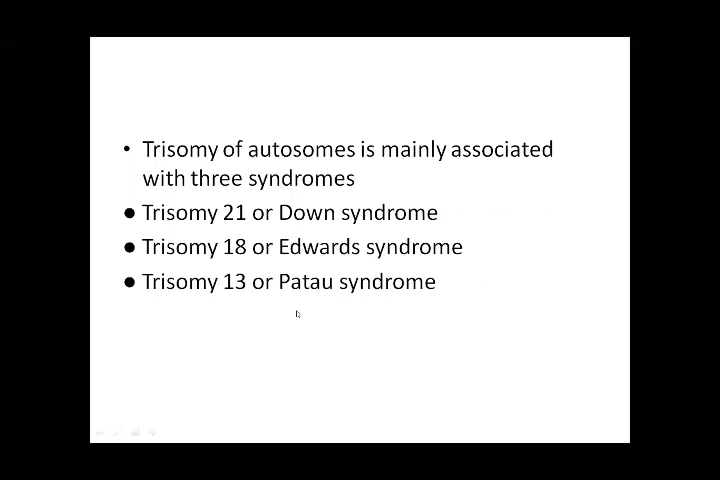 • Trisomy of autosomes is mainly associated
with three syndromes
● Trisomy 21 or Down syndrome
● Trisomy 18 or Edwards syndrome
● Trisomy 13 or Patau syndrome